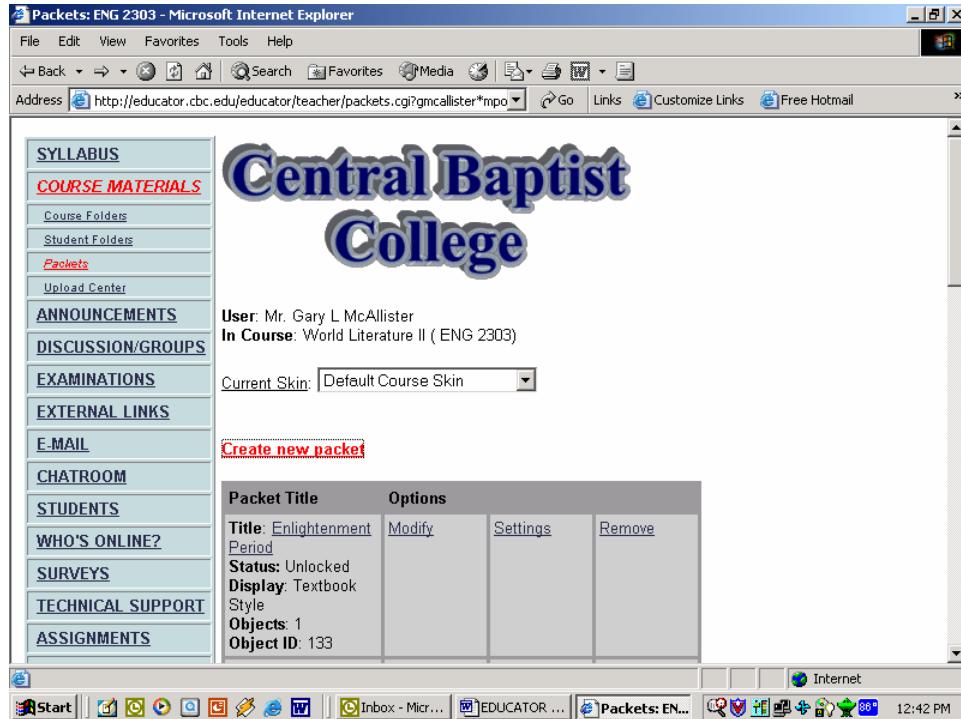 Packets: ENG 2303 - Microsoft Internet Explorer
File Edit View Favorites Tools Help
Back Search Favorites Media
Address http://educator.cbc.edu/educator/teacher/packets.cgi?gmcallister*mpo Go Links Customize Links Free Hotmail »
SYLLABUS
COURSE MATERIALS
Course Folders
Student Folders
Packets
Upload Center
ANNOUNCEMENTS
DISCUSSION/GROUPS
EXAMINATIONS
EXTERNAL LINKS
E-MAIL
CHATROOM
STUDENTS
WHO'S ONLINE?
SURVEYS
TECHNICAL SUPPORT
ASSIGNMENTS
Central Baptist
College
User: Mr. Gary L McAllister
In Course: World Literature II ( ENG 2303)
Current Skin: Default Course Skin
Create new packet
Packet Title Options
Title: Enlightenment Modify Settings Remove
Period
Status: Unlocked
Display: Textbook
Style
Objects: 1
Object ID: 133
Internet
Start Inbox - Micr... EDUCATOR ... Packets: EN... 86° 12:42 PM